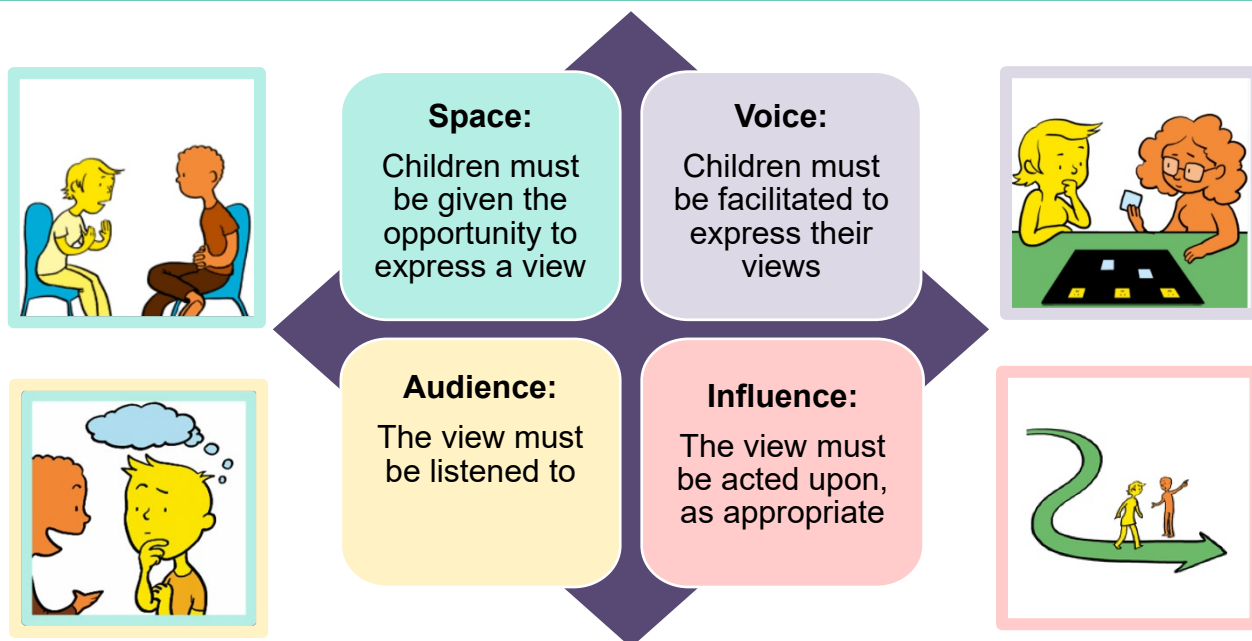 Space:
Children must
be given the
opportunity to
express a view
Voice:
Children must
be facilitated to
express their
views
Audience:
The view must
be listened to
Influence:
The view must
be acted upon,
as appropriate